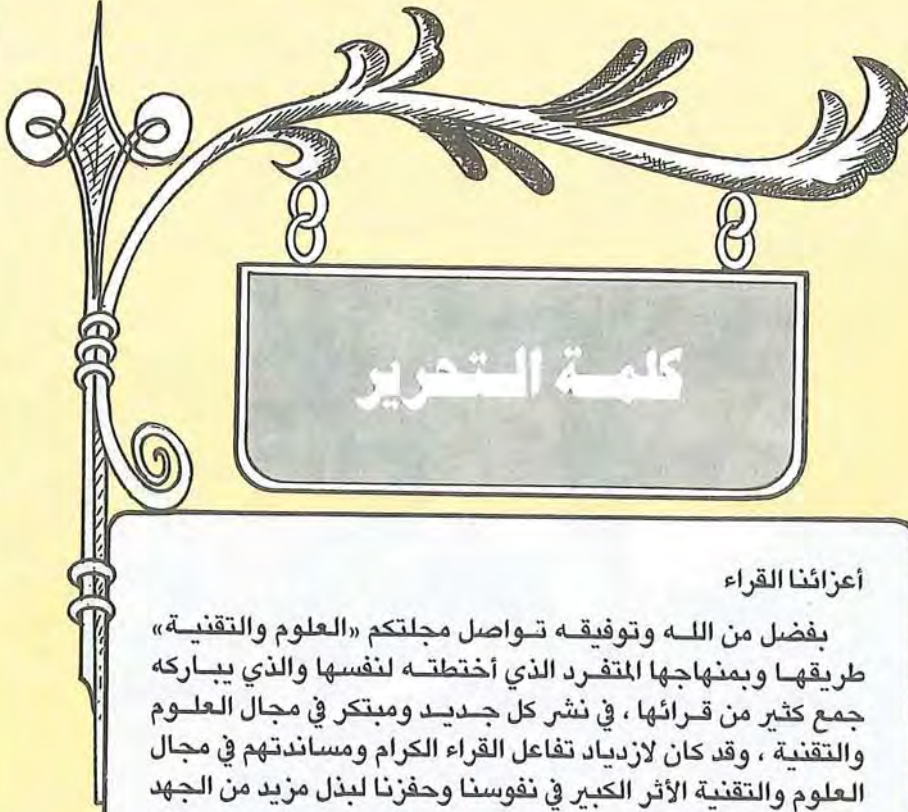 كلمة التحرير
أعزائنا القراء
بفضل من الله وتوفيقه تواصل مجلتكم «العلوم والتقنية»
طريقها وبمنهاجها المتفرد الذي أختطته لنفسها والذي يباركه
جمع كثير من قرائها ، في نشر كل جديد ومبتكر في مجال العلوم
والتقنية ، وقد كان لازدياد تفاعل القراء الكرام ومساندتهم في مجال
العلوم والتقنية الأثر الكبير في نفوسنا وحفزنا لبذل مزيد من الجهد